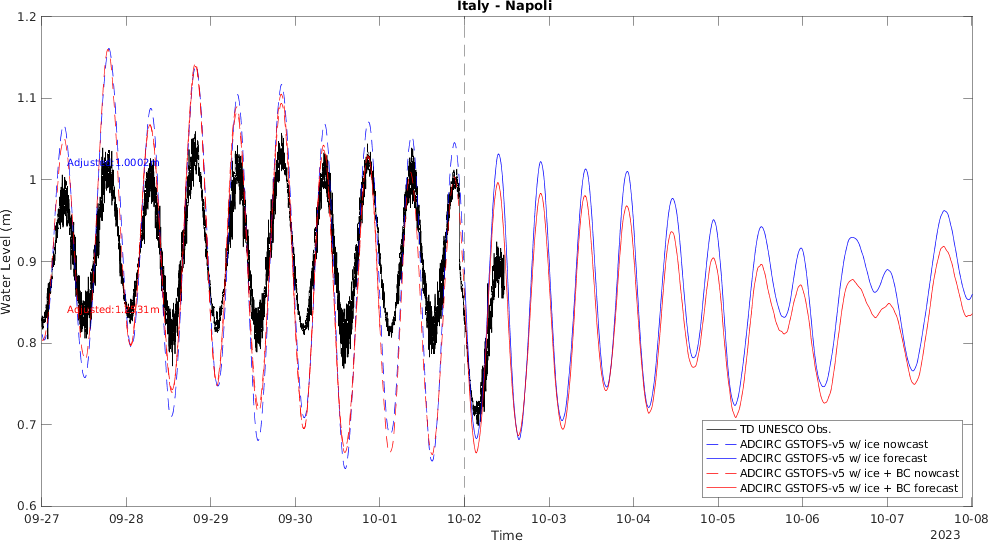 Italy - Napoli
Water Level (m)
1.2
1.1
1
0.9
0.8
0.7
0.6
Adjusted:1.0002m
TD UNESCO Obs.
ADCIRC GSTOFS-v5 w/ ice nowcast
ADCIRC GSTOFS-v5 w/ ice forecast
ADCIRC GSTOFS-v5 w/ ice + BC nowcast
ADCIRC GSTOFS-v5 w/ ice + BC forecast
09-27 09-28 09-29 09-30 10-01 10-02 10-03 10-04 10-05 10-06 10-07 10-08
Time
2023